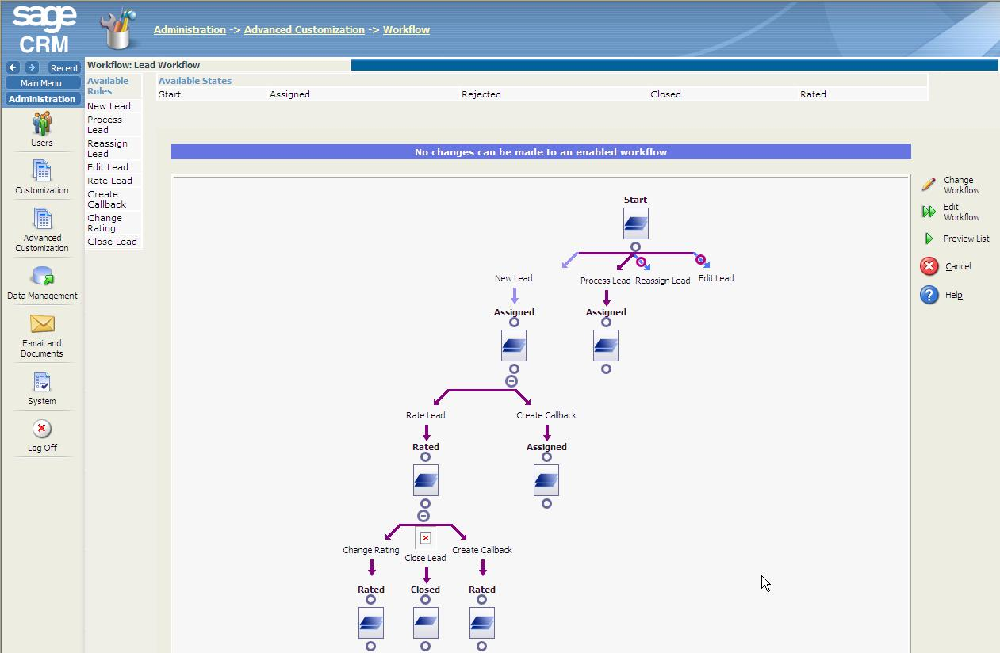 sage
CRM
Administration -> Advanced Customization -> Workflow
Recent
Main Menu
Administration
Users
Customization
Advanced
Customization
Data Management
E-mail and
Documents
System
Log Off
Workflow: Lead Workflow
Available
Rules
New Lead
Process
Lead
Reassign
Lead
Edit Lead
Rate Lead
Create
Callback
Change
Rating
Close Lead
Available States
Start Assigned Rejected Closed Rated
No changes can be made to an enabled workflow
Start
New Lead Process Lead Reassign Lead Edit Lead
Assigned Assigned
Rate Lead Create Callback
Rated Assigned
Change Rating Close Lead Create Callback
Rated Closed Rated
Change
Workflow
Edit
Workflow
Preview List
Cancel
Help